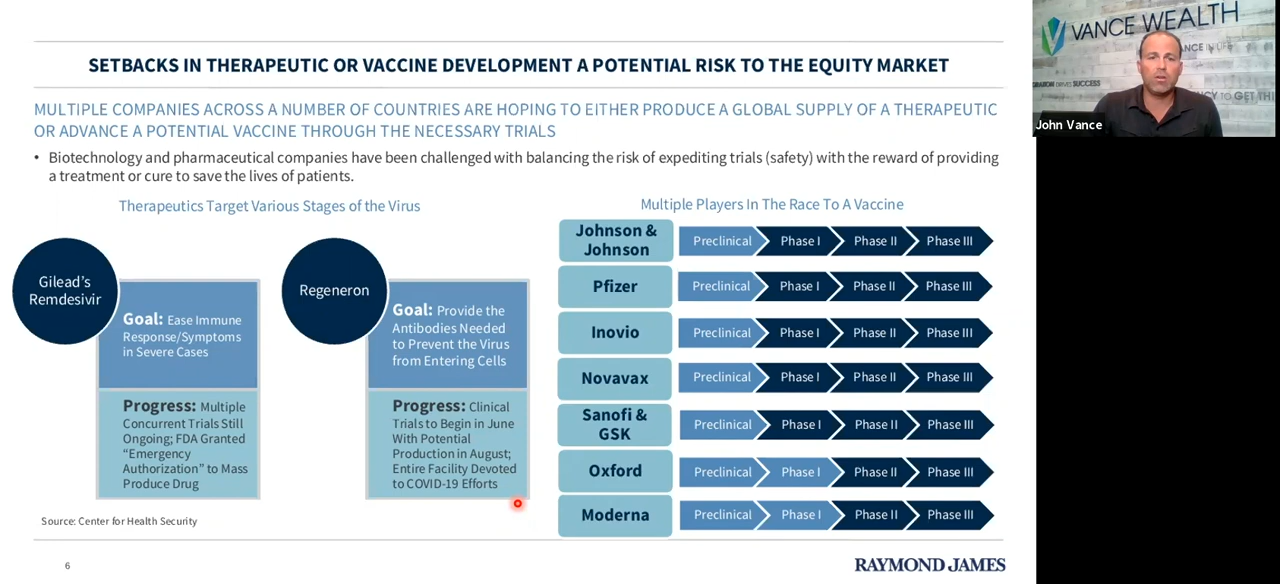 SETBACKS IN THERAPEUTIC OR VACCINE DEVELOPMENT A POTENTIAL RISK TO THE EQUITY MARKET
MULTIPLE COMPANIES ACROSS A NUMBER OF COUNTRIES ARE HOPING TO EITHER PRODUCE A GLOBAL SUPPLY OF A THERAPEUTIC
OR ADVANCE A POTENTIAL VACCINE THROUGH THE NECESSARY TRIALS
• Biotechnology and pharmaceutical companies have been challenged with balancing the risk of expediting trials (safety) with the reward of providing
a treatment or cure to save the lives of patients.
Therapeutics Target Various Stages of the Virus
Gilead's
Remdesivir
Goal: Ease Immune
Response/Symptoms
in Severe Cases
Progress: Multiple
Concurrent Trials Still
Ongoing; FDA Granted
“Emergency
Authorization” to Mass
Produce Drug
Regeneron
Goal: Provide the
Antibodies Needed
to Prevent the Virus
from Entering Cells
Progress: Clinical
Trials to Begin in June
With Potential
Production in August;
Entire Facility Devoted
to COVID-19 Efforts
Multiple Players In The Race To A Vaccine
Johnson &
Johnson
Preclinical Phase I Phase II Phase III
Pfizer Preclinical Phase I Phase II Phase III
Inovio Preclinical Phase I Phase II Phase III
Novavax Preclinical Phase I Phase II Phase III
Sanofi &
GSK
Preclinical Phase I Phase II Phase III
Oxford Preclinical Phase I Phase II Phase III
Moderna Preclinical Phase I Phase II Phase III
Source: Center for Health Security
6
RAYMOND JAMES
VANCE WEALTH
IN LIFE
SUCCESS
TO GET
John Vance